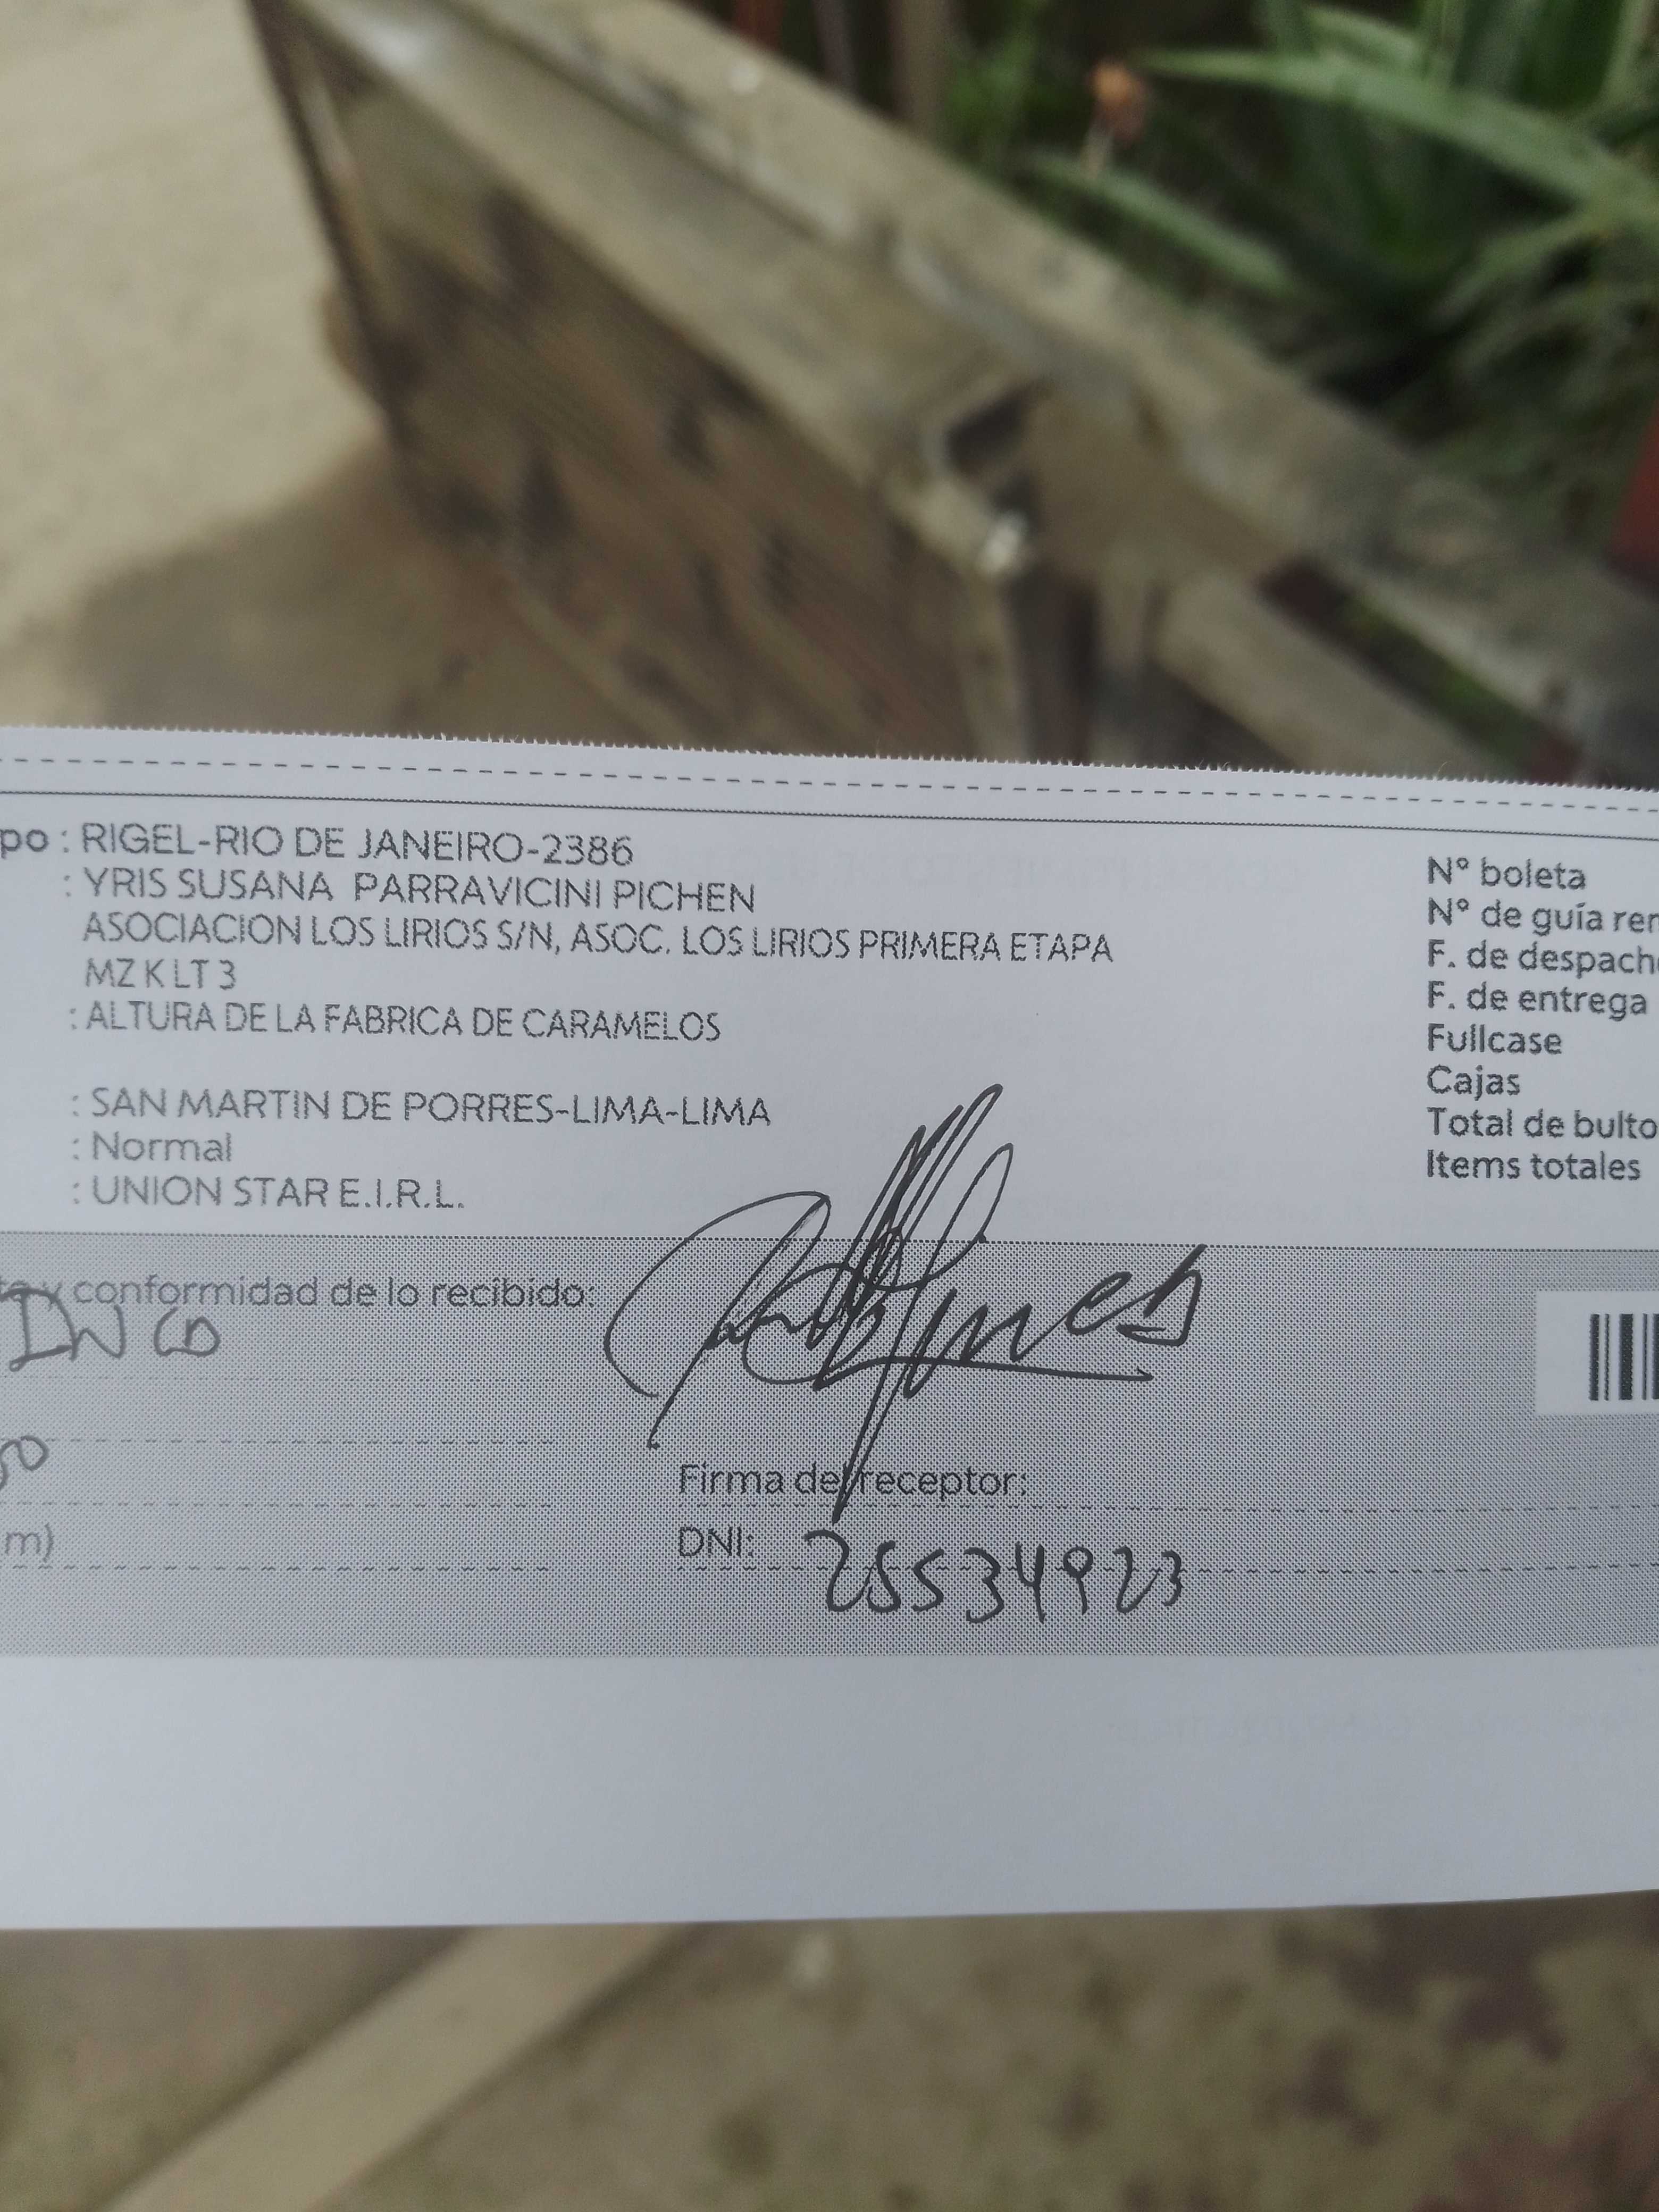 po : RIGEL-RIO DE JANEIRO-2386
: YRIS SUSANA PARRAVICINI PICHEN
ASOCIACION LOS LIRIOS S/N, ASOC. LOS LIRIOS PRIMERA ETAPA
MZ K LT 3
: ALTURA DE LA FABRICA DE CARAMELOS
: SAN MARTIN DE PORRES-LIMA-LIMA
: Normal
: UNION STAR E.I.R.L.
N° boleta
N° de guía rem
F. de despacho
F. de entrega
Fullcase
Cajas
Total de bulto
Items totales
y conformidad de lo recibido:
m)
Firma del receptor:
DNI: 25534923